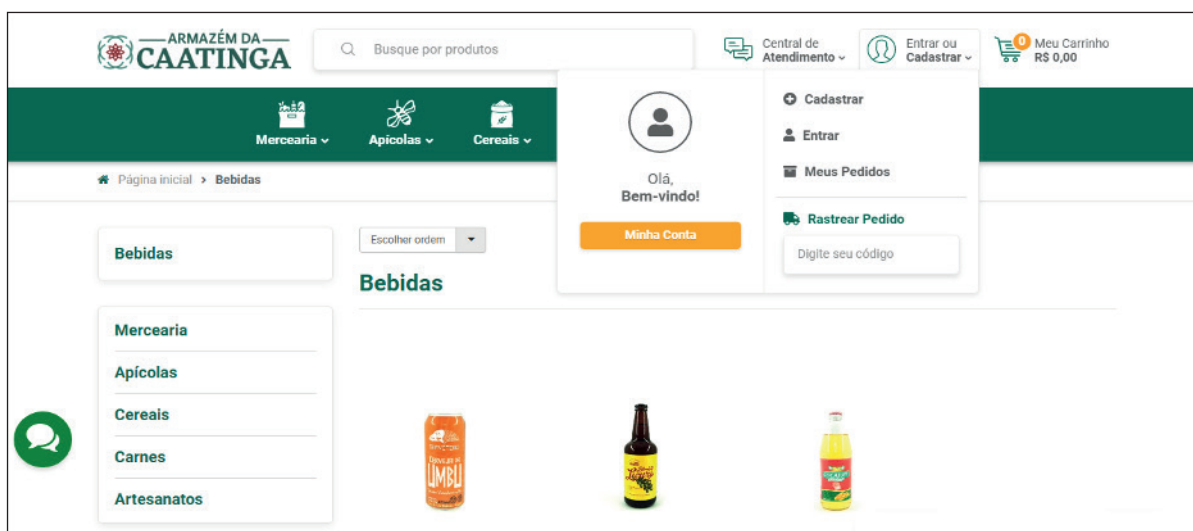 ARMAZÉM DA
CAATINGA
Busque por produtos
Central de
Atendimento
Entrar ou
Cadastrar
0
Meu Carrinho
R$ 0,00
Mercearia
Apícolas
Cereais
Olá,
Bem-vindo!
Minha Conta
Cadastrar
Entrar
Meus Pedidos
Rastrear Pedido
Digite seu código
Página inicial > Bebidas
Bebidas
Escolher ordem
Bebidas
Mercearia
Apícolas
Cereais
Carnes
Artesanatos
UMBU